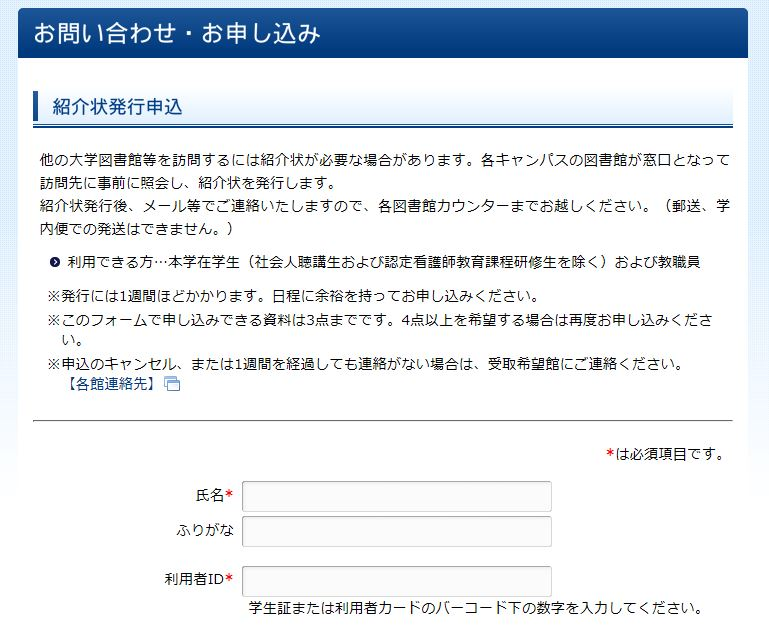 お問い合わせ・お申し込み
紹介状発行申込
他の大学図書館等を訪問するには紹介状が必要な場合があります。各キャンパスの図書館が窓口となって
訪問先に事前に照会し、紹介状を発行します。
紹介状発行後、メール等でご連絡いたしますので、各図書館カウンターまでお越しください。（郵送、学
内便での発送はできません。）
利用できる方…本学在学生（社会人聴講生および認定看護師教育課程研修生を除く）および教職員
※発行には1週間ほどかかります。日程に余裕を持ってお申し込みください。
※このフォームで申し込みできる資料は3点までです。4点以上を希望する場合は再度お申し込みくださ
い。
※申込のキャンセル、または1週間を経過しても連絡がない場合は、受取希望館にご連絡ください。
【各館連絡先】
*は必須項目です。
氏名*
ふりがな
利用者ID*
学生証または利用者カードのバーコード下の数字を入力してください。